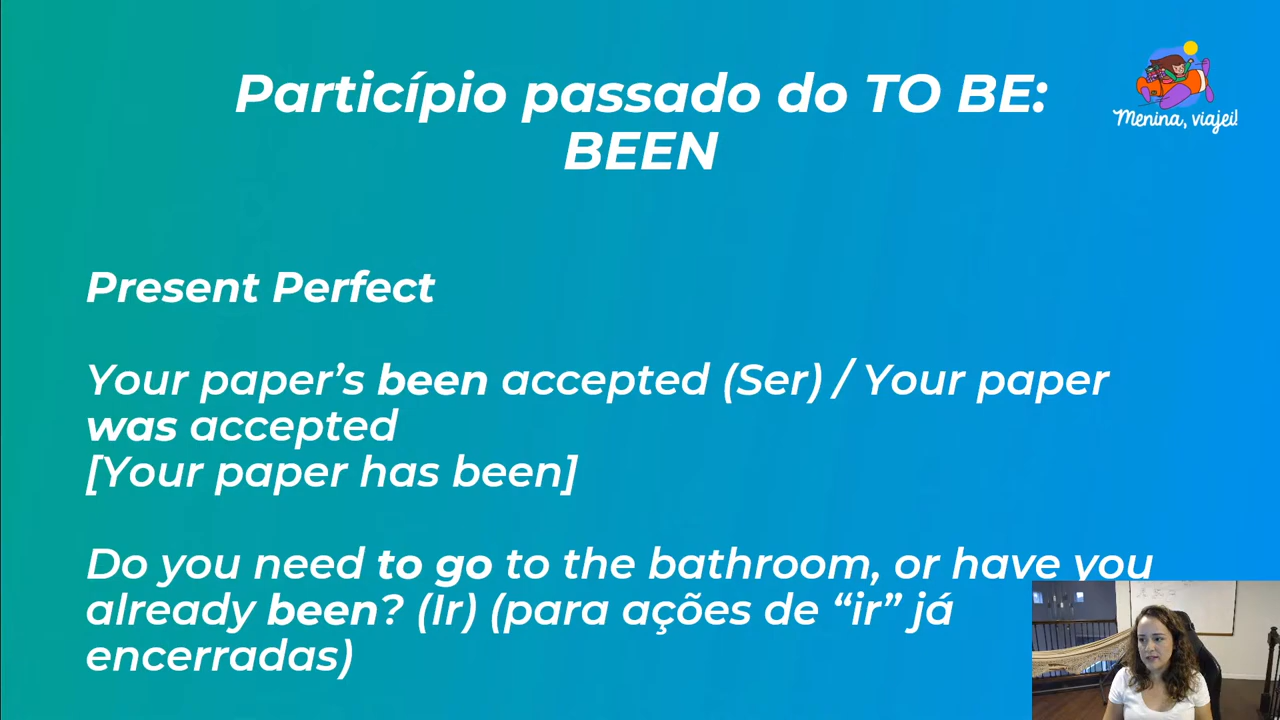 Particípio passado do TO BE:
BEEN
Menina, viajei!
Present Perfect
Your paper’s been accepted (Ser) / Your paper
was accepted
[Your paper has been]
Do you need to go to the bathroom, or have you
already been? (Ir) (para ações de “ir” já
encerradas)